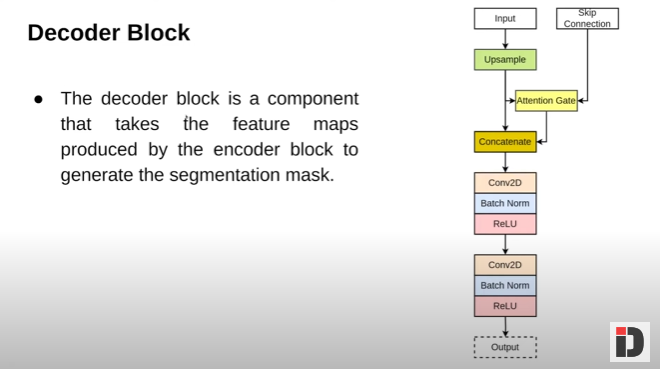 Decoder Block
● The decoder block is a component
that takes the feature maps
produced by the encoder block to
generate the segmentation mask.
Input
Skip
Connection
Upsample
Attention Gate
Concatenate
Conv2D
Batch Norm
ReLU
Conv2D
Batch Norm
ReLU
Output
iD